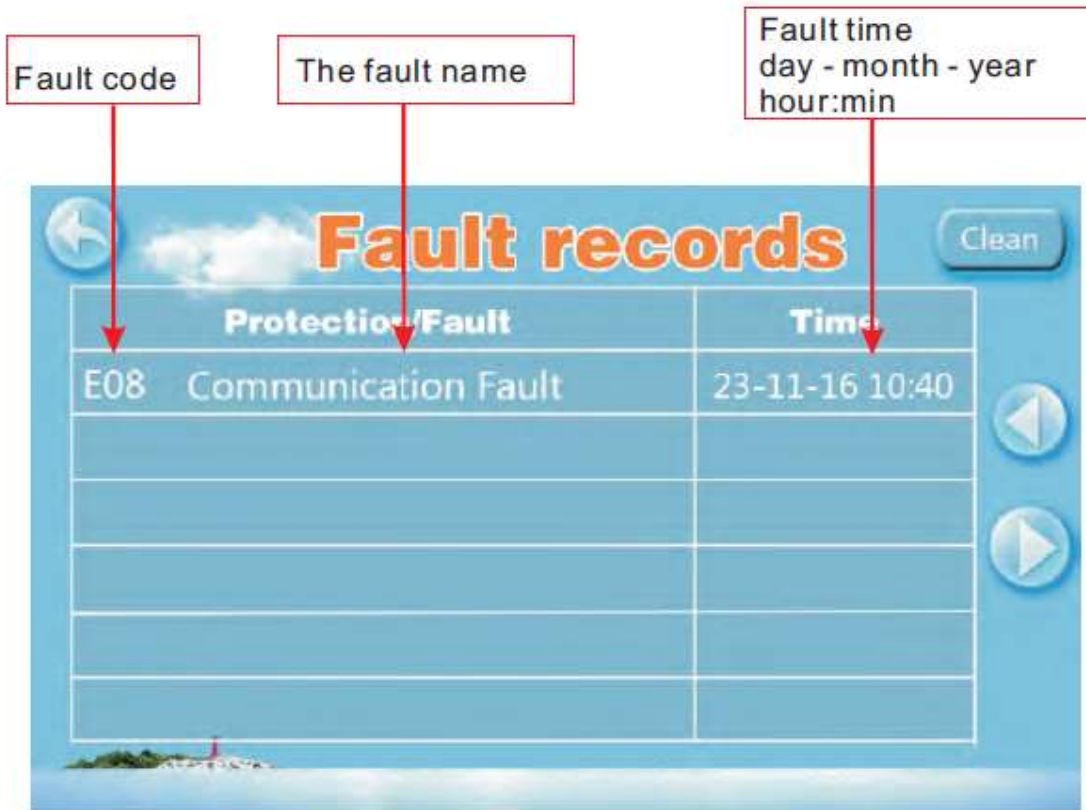 Fault code
The fault name
Fault time
day - month - year
hour:min
Fault records
Clean
Protection/Fault
Time
E08 Communication Fault 23-11-16 10:40